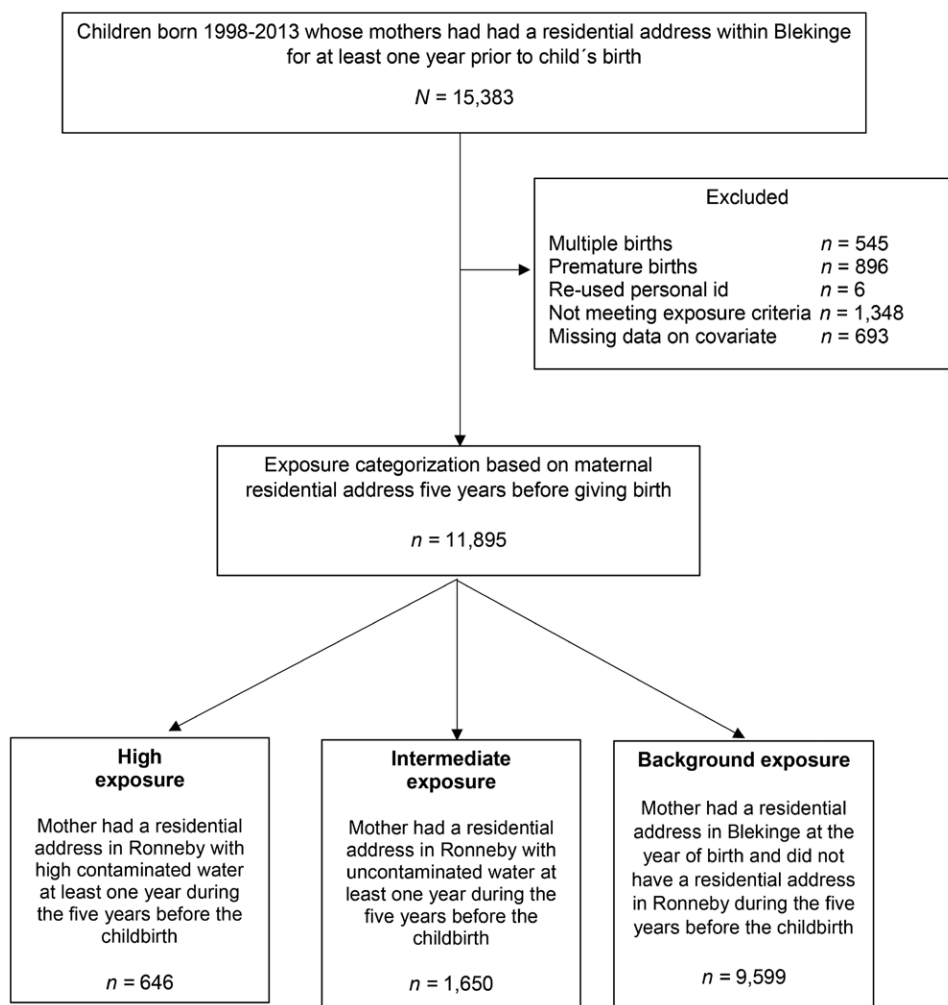 Children born 1998-2013 whose mothers had had a residential address within Blekinge
for at least one year prior to child´s birth
N = 15,383
Excluded
Multiple births n = 545
Premature births n = 896
Re-used personal id n = 6
Not meeting exposure criteria n = 1,348
Missing data on covariate n = 693
Exposure categorization based on maternal
residential address five years before giving birth
n = 11,895
High
exposure
Mother had a residential
address in Ronneby with
high contaminated water
at least one year during
the five years before the
childbirth
n = 646
Intermediate
exposure
Mother had a residential
address in Ronneby with
uncontaminated water at
least one year during the
five years before the
childbirth
n = 1,650
Background exposure
Mother had a residential
address in Blekinge at the
year of birth and did not
have a residential address
in Ronneby during the five
years before the childbirth
n = 9,599